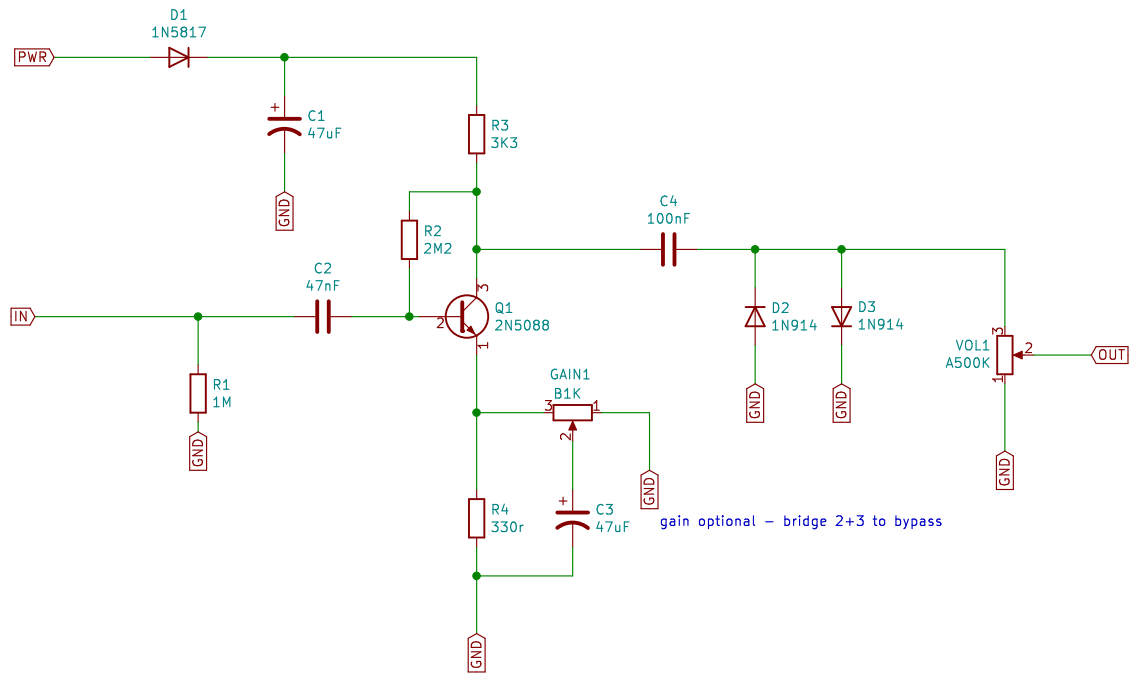 D1
1N5817
PWR
+
C1
47uF
GND
R3
3K3
R2
2M2
C4
100nF
C2
47nF
IN
3
Q1
2N5088
2
1
D2
1N914
D3
1N914
3
VOL1
A500K
2
1
OUT
R1
1M
GND
GAIN1
B1K
3
1
2
GND
GND
GND
GND
R4
330r
+
C3
47uF
gain optional – bridge 2+3 to bypass
GND